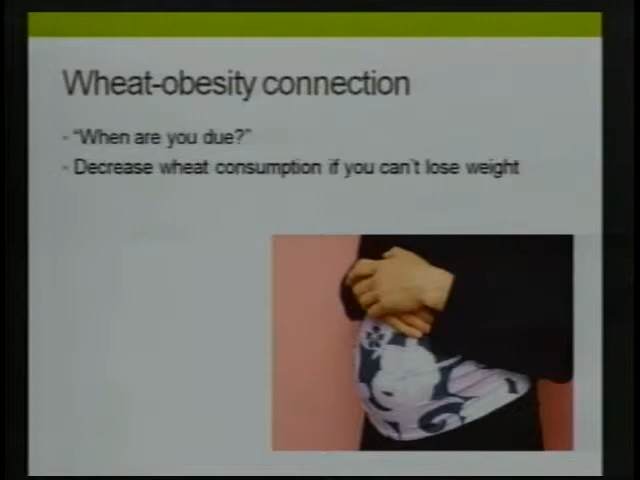 Wheat-obesity connection
- "When are you due?"
- Decrease wheat consumption if you can't lose weight